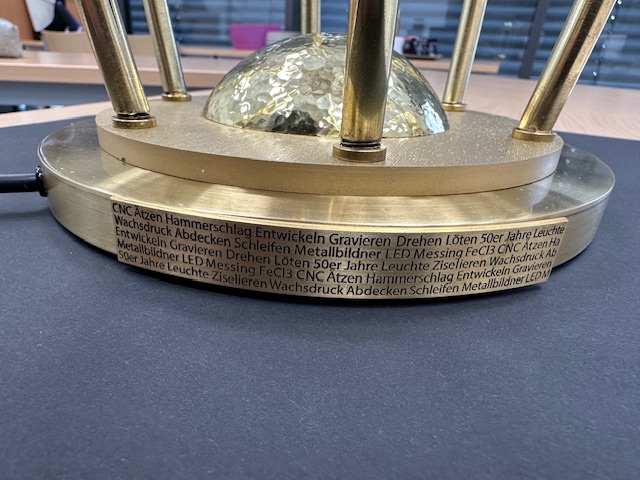 CNC Ätzen Hammerschlag Entwickeln Gravieren Drehen Löten 50er Jahre Leuchte
Wachsdruck Abdecken Schleifen Metallbildner LED Messing FeCl3 CNC Ätzen Ha
Entwickeln Gravieren Drehen Löten 50er Jahre Leuchte Ziselieren Wachsdruck Ab
Metallbildner LED Messing FeCl3 CNC Ätzen Hammerschlag Entwickeln Gravieren
50er Jahre Leuchte Ziselieren Wachsdruck Abdecken Schleifen Metallbildner LED M